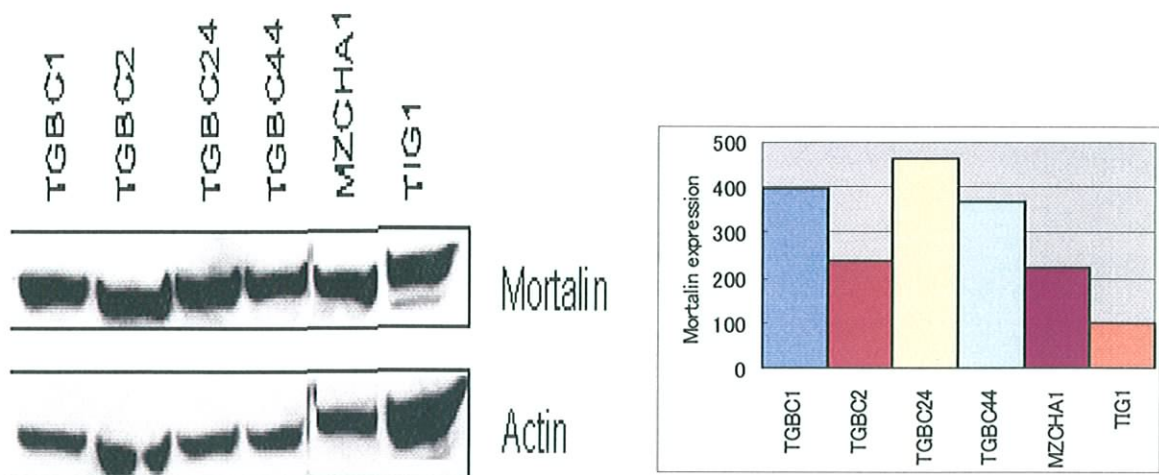 TGBC1
TGBC2
TGBC24
TGBC44
MZCHA1
TIG1
Mortalin
Actin
Mortalin expression
500
400
300
200
100
0
TGBC1
TGBC2
TGBC24
TGBC44
MZCHA1
TIG1